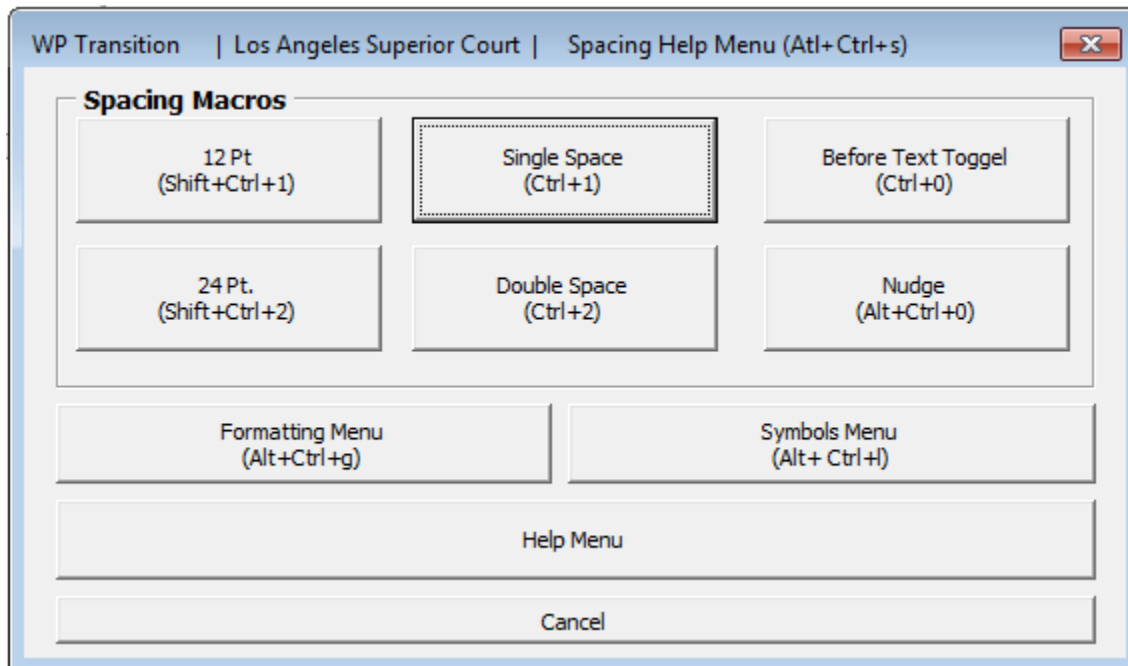 WP Transition | Los Angeles Superior Court | Spacing Help Menu (Atl+Ctrl+s)
Spacing Macros
12 Pt
(Shift+Ctrl+1)
Single Space
(Ctrl+1)
Before Text Toggel
(Ctrl+0)
24 Pt.
(Shift+Ctrl+2)
Double Space
(Ctrl+2)
Nudge
(Alt+Ctrl+0)
Formatting Menu
(Alt+Ctrl+g)
Symbols Menu
(Alt+ Ctrl+l)
Help Menu
Cancel